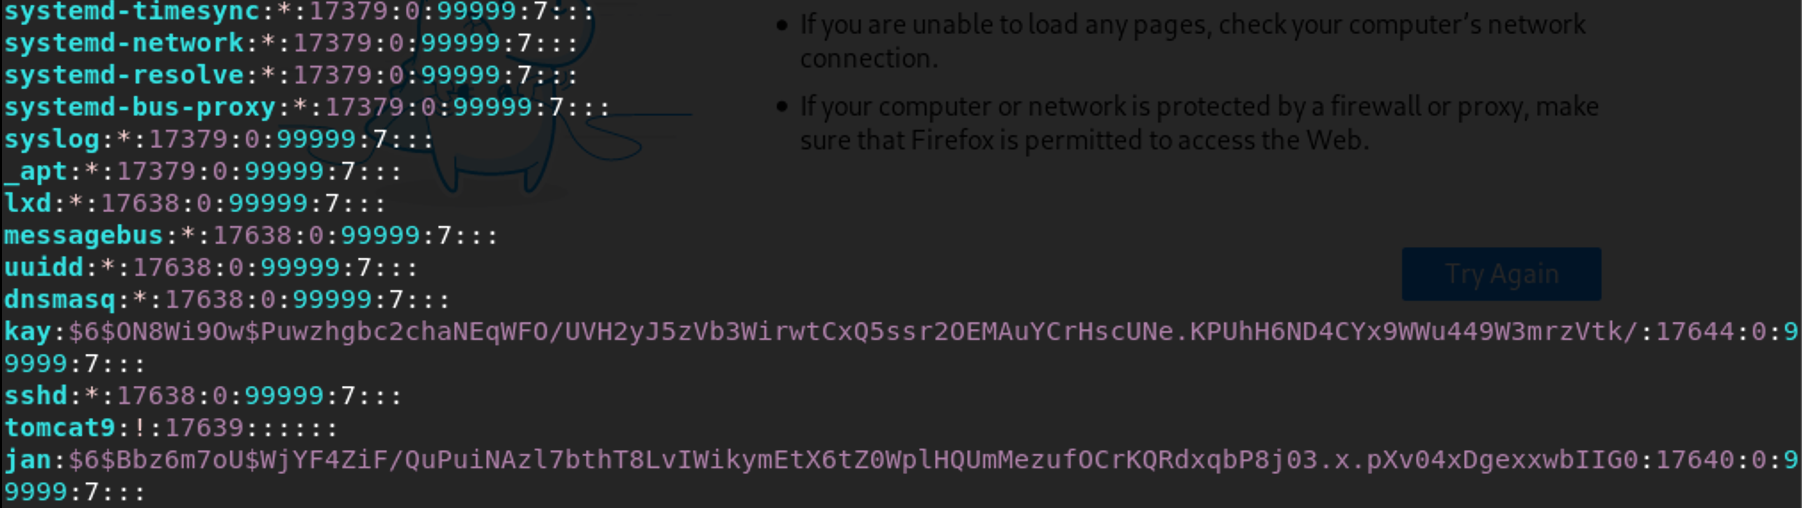 systemd-timesync:*:17379:0:99999:7:::
systemd-network:*:17379:0:99999:7:::
systemd-resolve:*:17379:0:99999:7:::
systemd-bus-proxy:*:17379:0:99999:7:::
syslog:*:17379:0:99999:7:::
_apt:*:17379:0:99999:7:::
lxd:*:17638:0:99999:7:::
messagebus:*:17638:0:99999:7:::
uuidd:*:17638:0:99999:7:::
dnsmasq:*:17638:0:99999:7:::
kay:$6$ON8Wi9Ow$Puwzhgbc2chaNEqWFO/UVH2yJ5zVb3WirwtCxQ5ssr2OEMAuYCrHscUNe.KPUhH6ND4CYx9WWu449W3mrzVtk/:17644:0:9
9999:7:::
sshd:*:17638:0:99999:7:::
tomcat9:!:17639::::::
jan:$6$Bbz6m7oU$WjYF4ZiF/QuPuiNAzl7bthT8LvIWikymEtX6tZ0WplHQUmMezufOCrKQRdxqbP8j03.x.pXv04xDgexxwbIIG0:17640:0:9
9999:7:::
• If you are unable to load any pages, check your computer’s network
connection.
• If your computer or network is protected by a firewall or proxy, make
sure that Firefox is permitted to access the Web.
Try Again